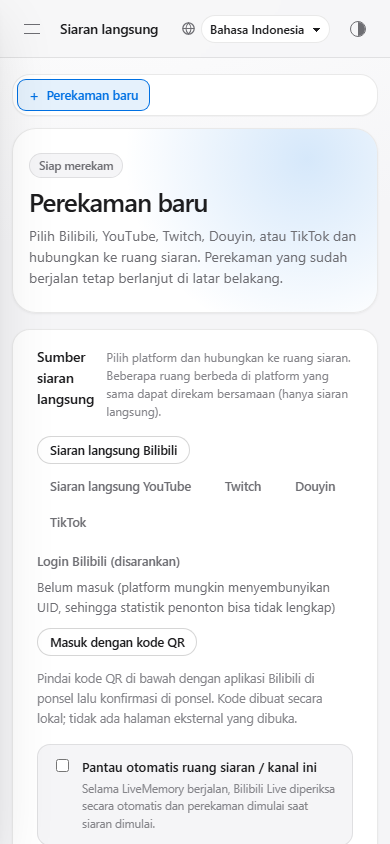 Siaran langsung
Bahasa Indonesia
+ Perekaman baru
Siap merekam
Perekaman baru
Pilih Bilibili, YouTube, Twitch, Douyin, atau TikTok dan
hubungkan ke ruang siaran. Perekaman yang sudah
berjalan tetap berlanjut di latar belakang.
Sumber
siaran
langsung
Pilih platform dan hubungkan ke ruang siaran.
Beberapa ruang berbeda di platform yang
sama dapat direkam bersamaan (hanya siaran
langsung).
Siaran langsung Bilibili
Siaran langsung YouTube
Twitch
Douyin
TikTok
Login Bilibili (disarankan)
Belum masuk (platform mungkin menyembunyikan
UID, sehingga statistik penonton bisa tidak lengkap)
Masuk dengan kode QR
Pindai kode QR di bawah dengan aplikasi Bilibili di
ponsel lalu konfirmasi di ponsel. Kode dibuat secara
lokal; tidak ada halaman eksternal yang dibuka.
Pantau otomatis ruang siaran / kanal ini
Selama LiveMemory berjalan, Bilibili Live diperiksa
secara otomatis dan perekaman dimulai saat
siaran dimulai.